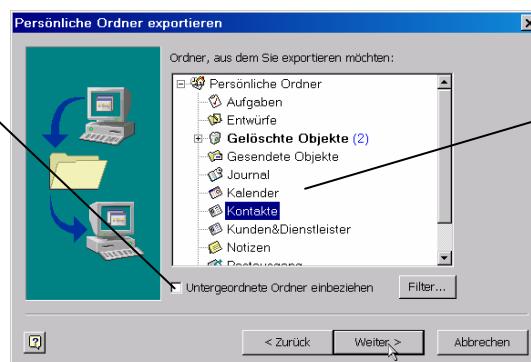 Persönliche Ordner exportieren
Ordner, aus dem Sie exportieren möchten:
Persönliche Ordner
Aufgaben
Entwürfe
Gelöschte Objekte (2)
Gesendete Objekte
Journal
Kalender
Kontakte
Kunden&Dienstleister
Notizen
Postausgang
Untergeordnete Ordner einbeziehen
Filter...
< Zurück
Weiter >
Abbrechen